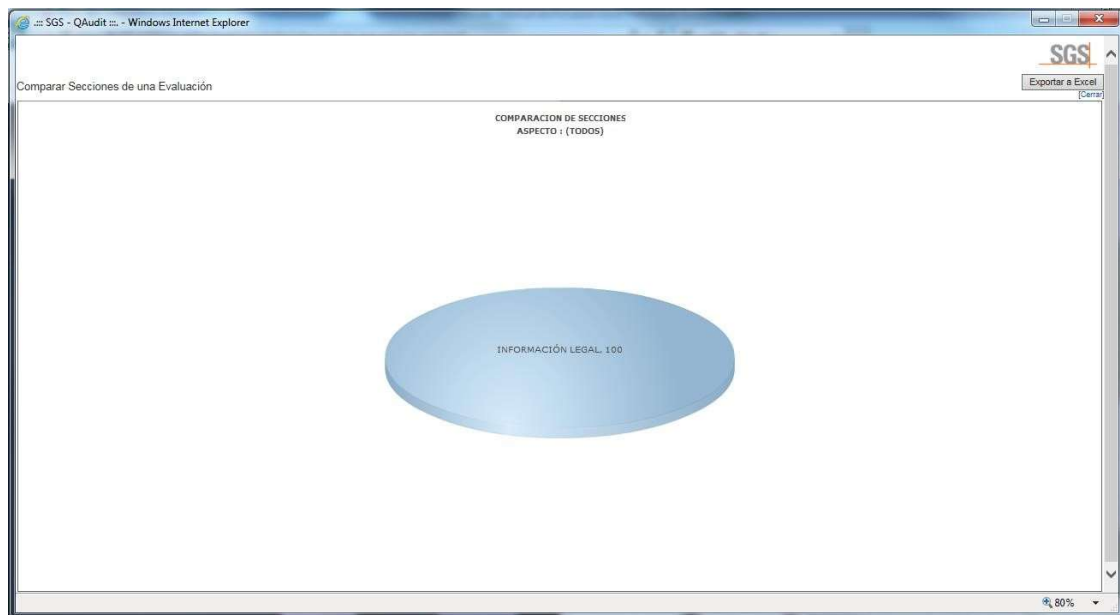 .::: SGS - QAudit :::. - Windows Internet Explorer
SGS
Exportar a Excel
[Cerrar]
Comparar Secciones de una Evaluación
COMPARACION DE SECCIONES
ASPECTO : (TODOS)
INFORMACIÓN LEGAL. 100
80%